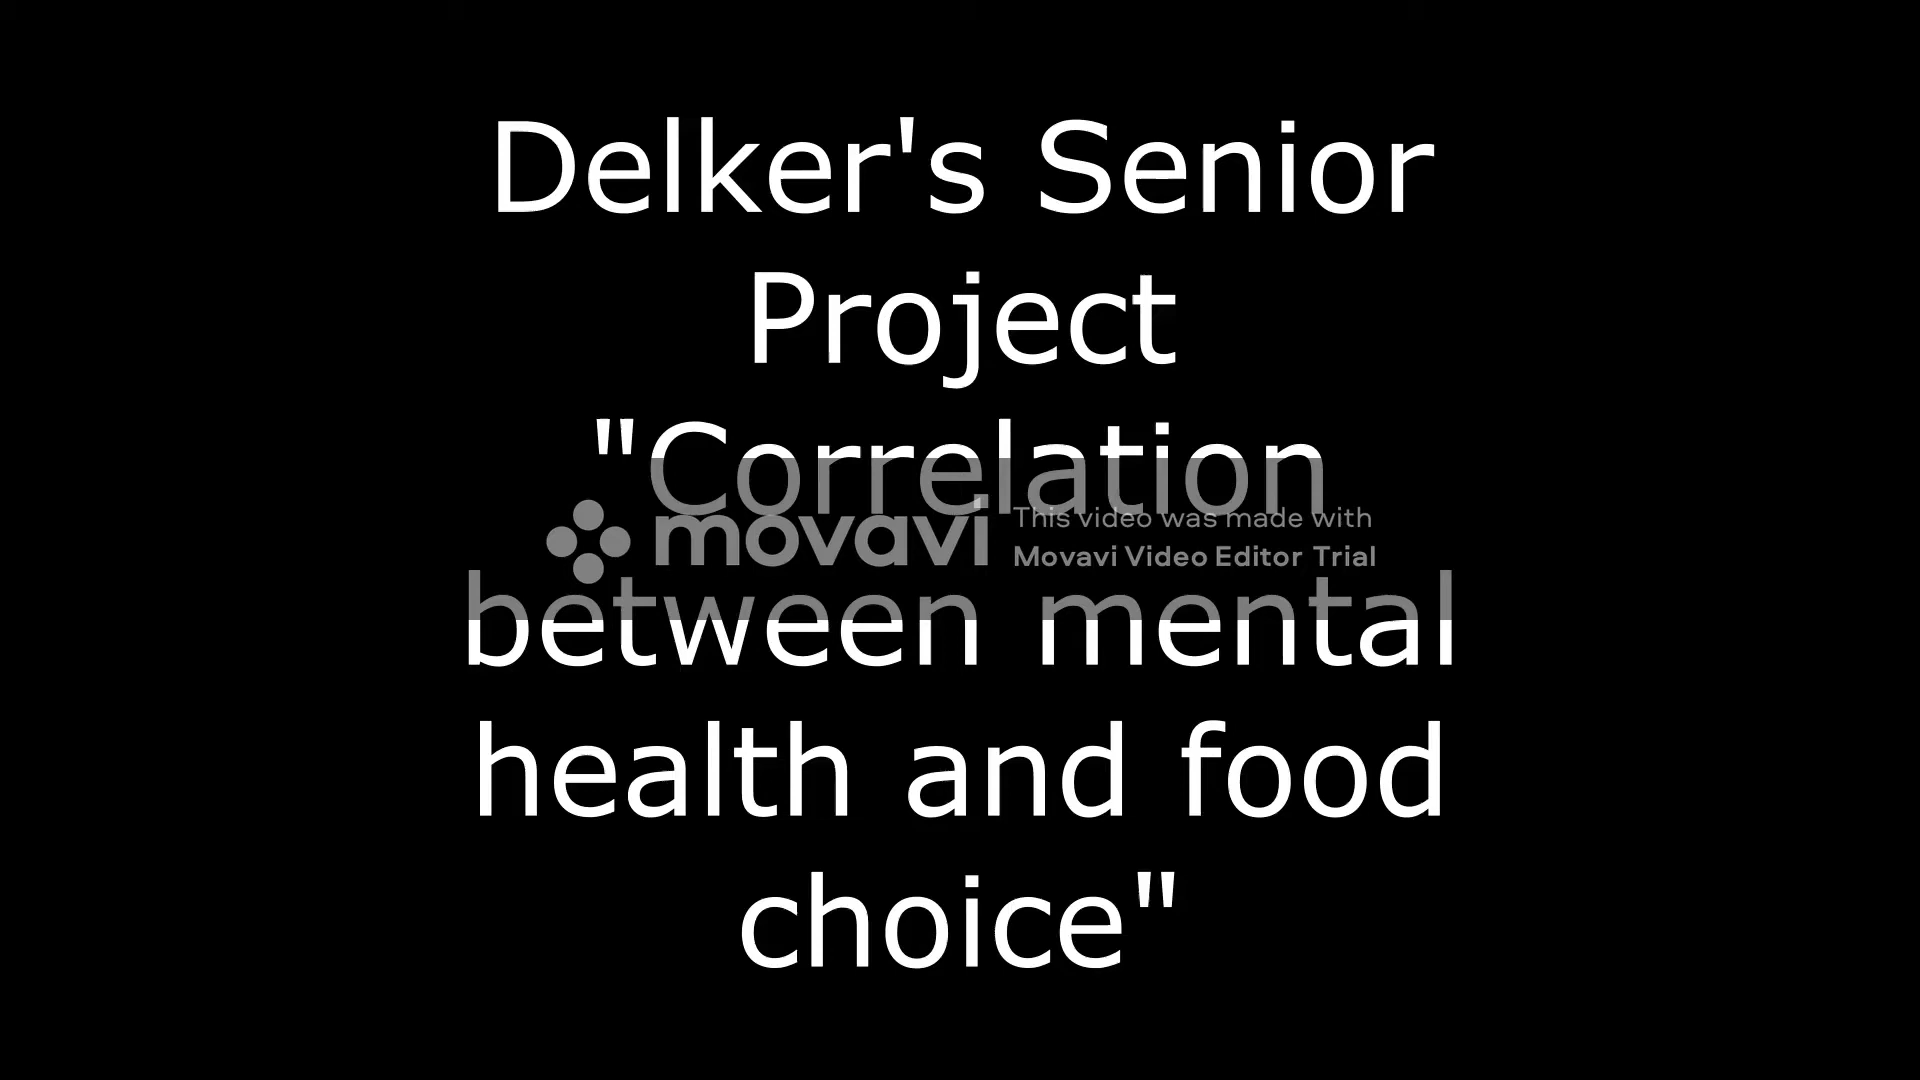 Delker's Senior
Project
"Correlation
movavi This video was made with
Movavi Video Editor Trial
between mental
health and food
choice"